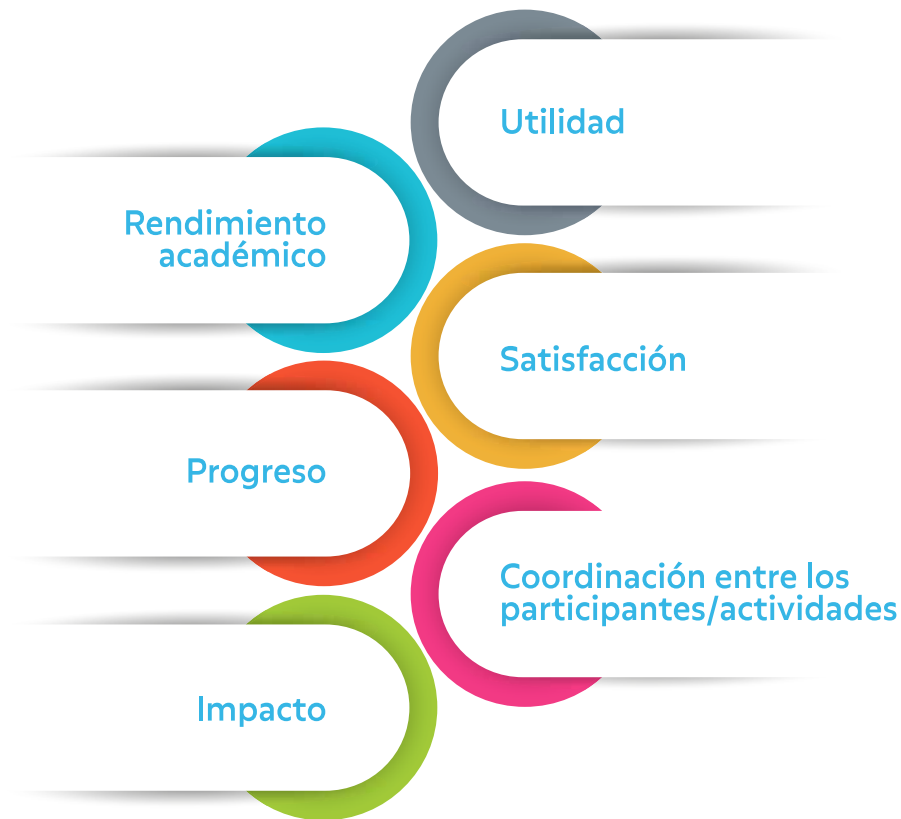 Utilidad
Rendimiento
académico
Satisfacción
Progreso
Coordinación entre los
participantes/actividades
Impacto